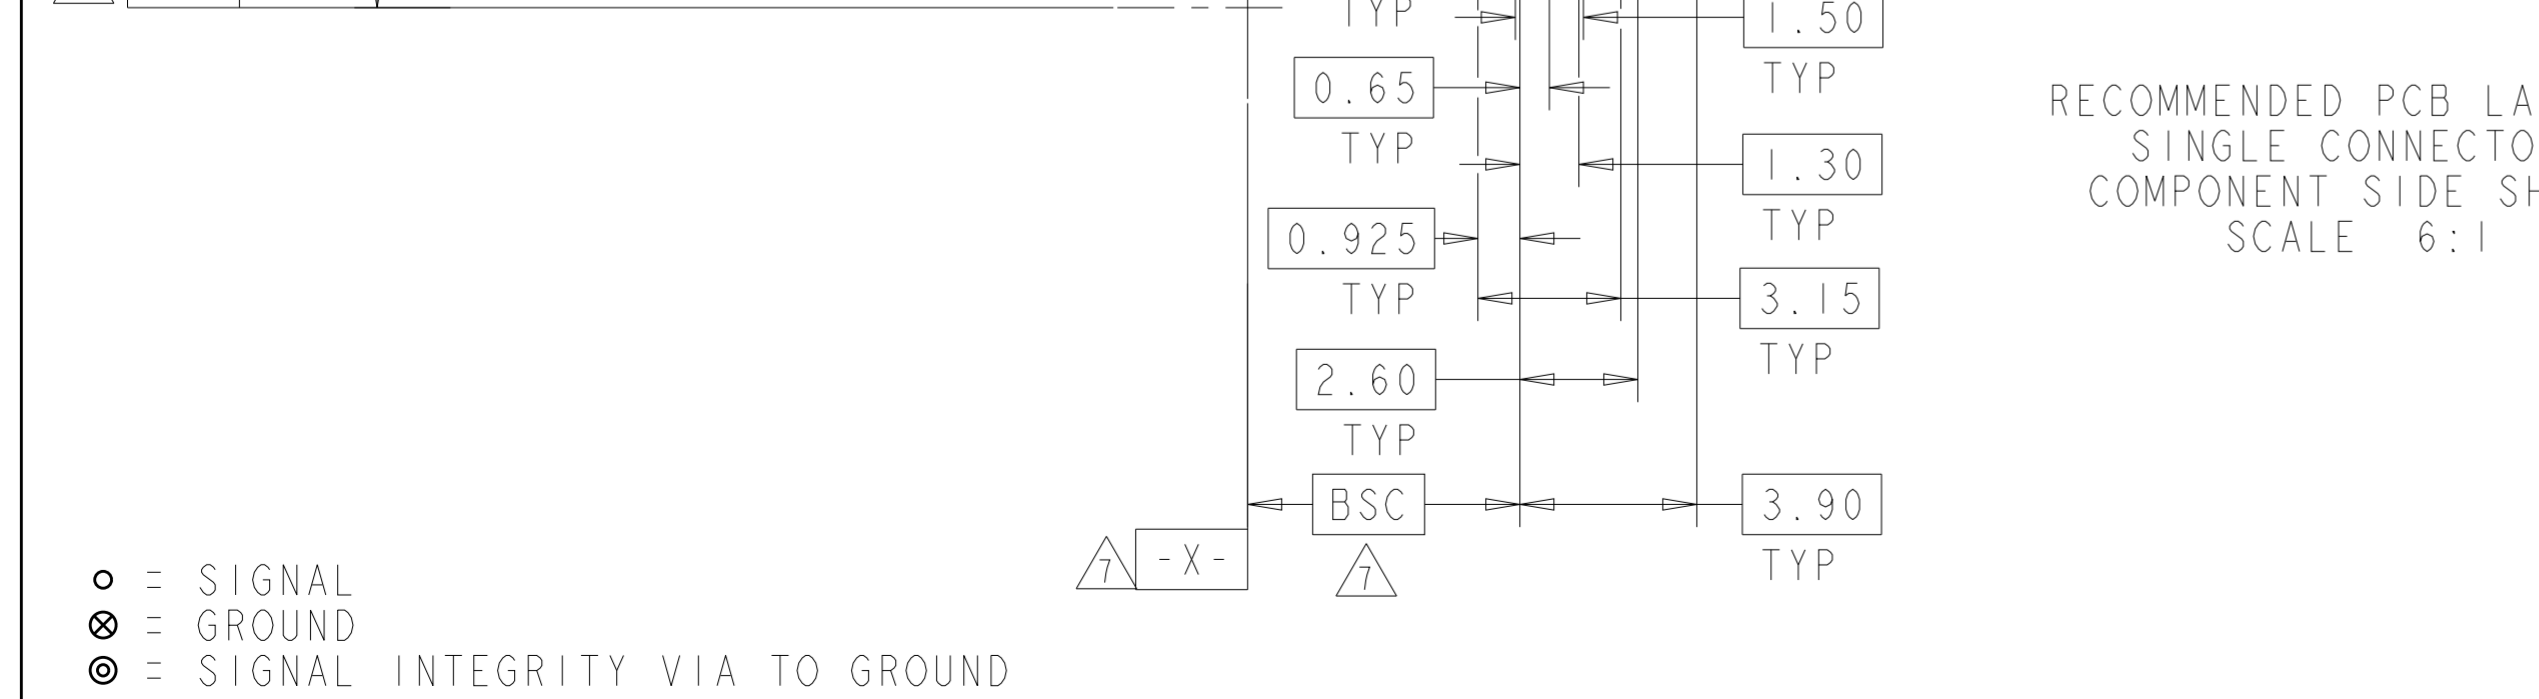 TYP
1.50
TYP
0.65
TYP
1.30
TYP
0.925
TYP
3.15
TYP
2.60
TYP
BSC
3.90
TYP
7
-X-
7
RECOMMENDED PCB LA
SINGLE CONNECTO
COMPONENT SIDE SH
SCALE 6:1
= SIGNAL
= GROUND
= SIGNAL INTEGRITY VIA TO GROUND